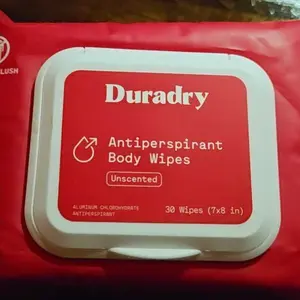 Duradry
Antiperspirant
Body Wipes
Unscented
ALUMINUM CHLOROHYDRATE
ANTIPERSPIRANT
30 Wipes (7x8 in)